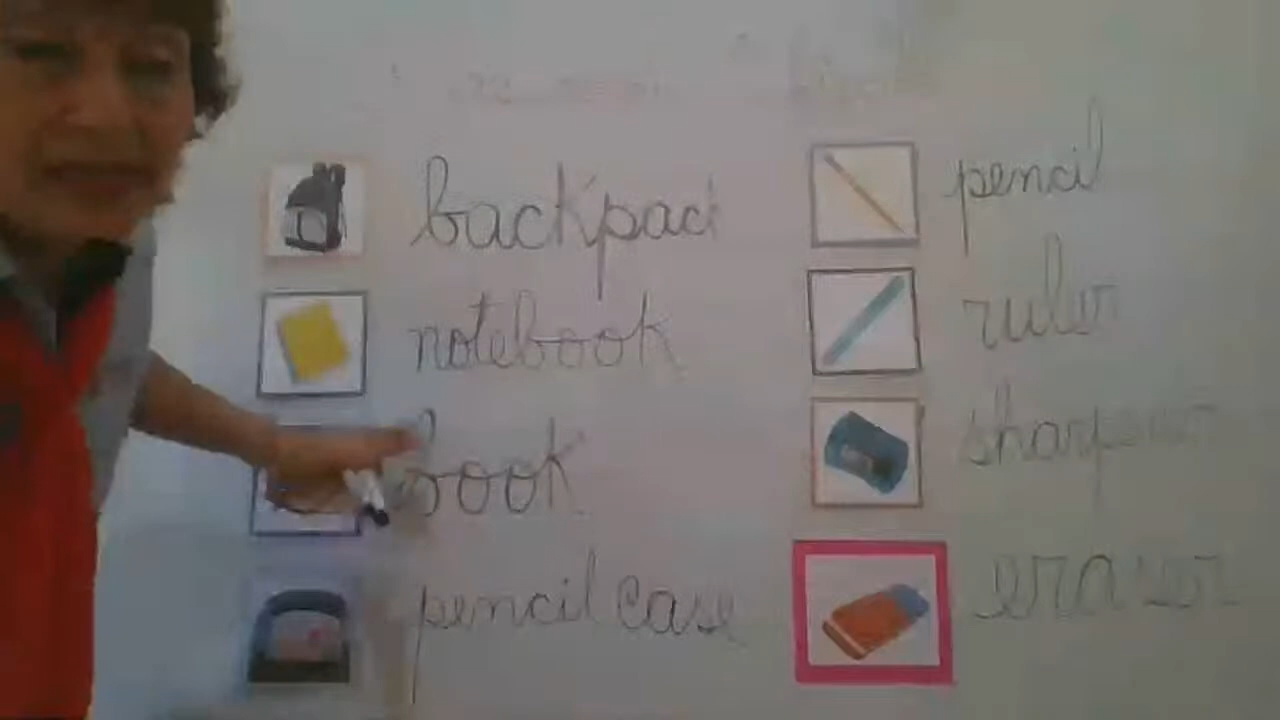 backpack
notebook
book
pencil case
pencil
ruler
sharpener
eraser